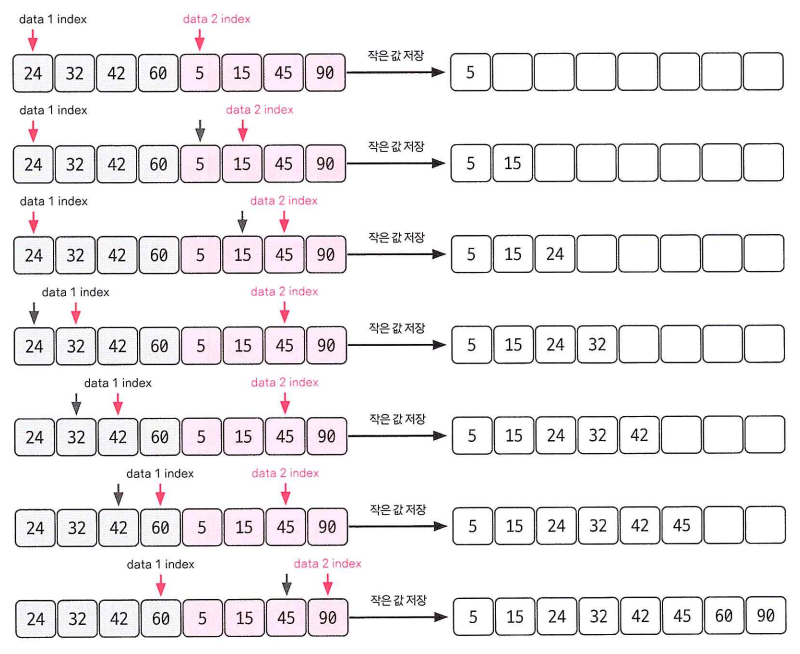 data 1 index data 2 index
24 32 42 60 5 15 45 90 작은 값 저장 5
data 1 index data 2 index
24 32 42 60 5 15 45 90 작은 값 저장 5 15
data 1 index data 2 index
24 32 42 60 5 15 45 90 작은 값 저장 5 15 24
data 1 index data 2 index
24 32 42 60 5 15 45 90 작은 값 저장 5 15 24 32
data 1 index data 2 index
24 32 42 60 5 15 45 90 작은 값 저장 5 15 24 32 42
data 1 index data 2 index
24 32 42 60 5 15 45 90 작은 값 저장 5 15 24 32 42 45
data 1 index data 2 index
24 32 42 60 5 15 45 90 작은 값 저장 5 15 24 32 42 45 60 90